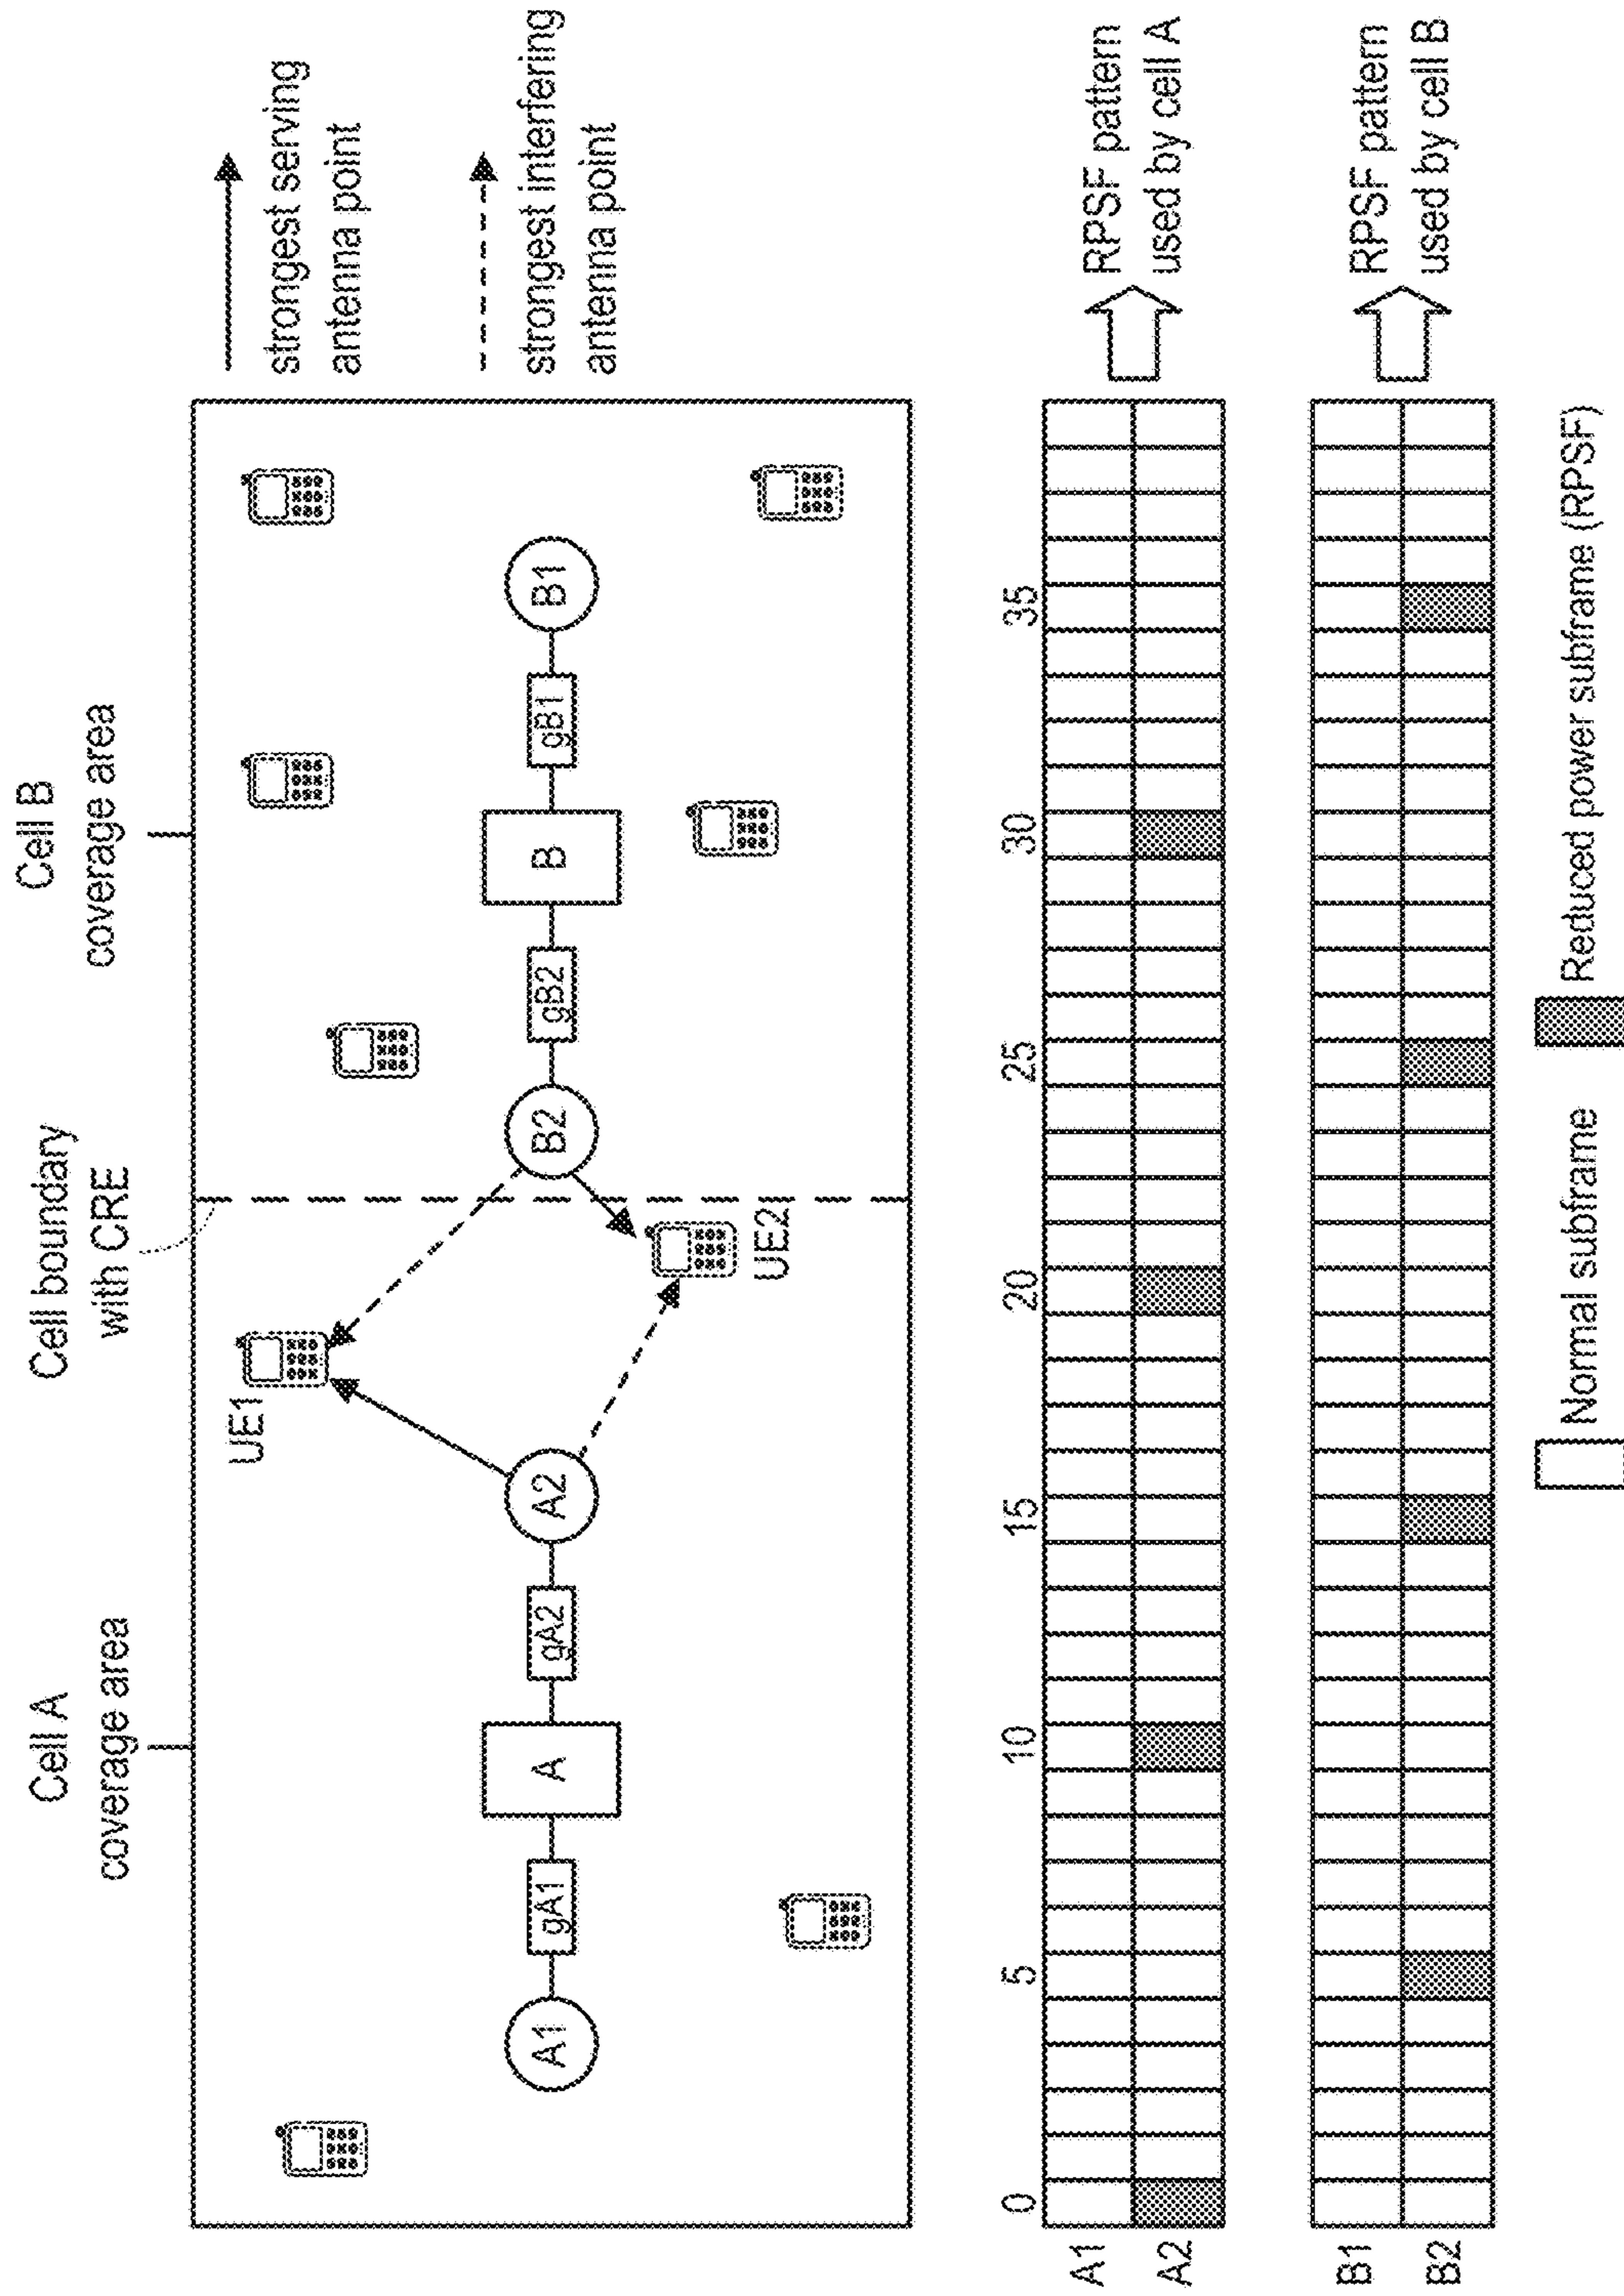 Cell A
coverage area
Cell boundary
with CRE
Cell B
coverage area
strongest serving
antenna point
strongest interfering
antenna point
UE1
UE2
A1
gA1
A
gA2
A2
B2
gB2
B
gB1
B1
0 5 10 15 20 25 30 35
A1
A2
RPSF pattern
used by cell A
B1
B2
RPSF pattern
used by cell B
Normal subframe
Reduced power subframe (RPSF)